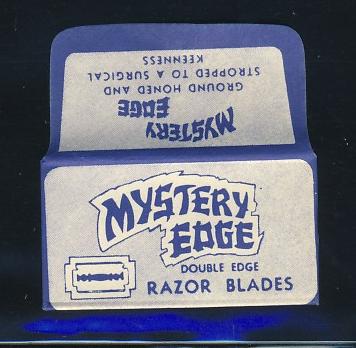 MYSTERY
EDGE
GROUND HONED AND
STROPPED TO A SURGICAL
KEENNESS
MYSTERY
EDGE
DOUBLE EDGE
RAZOR BLADES